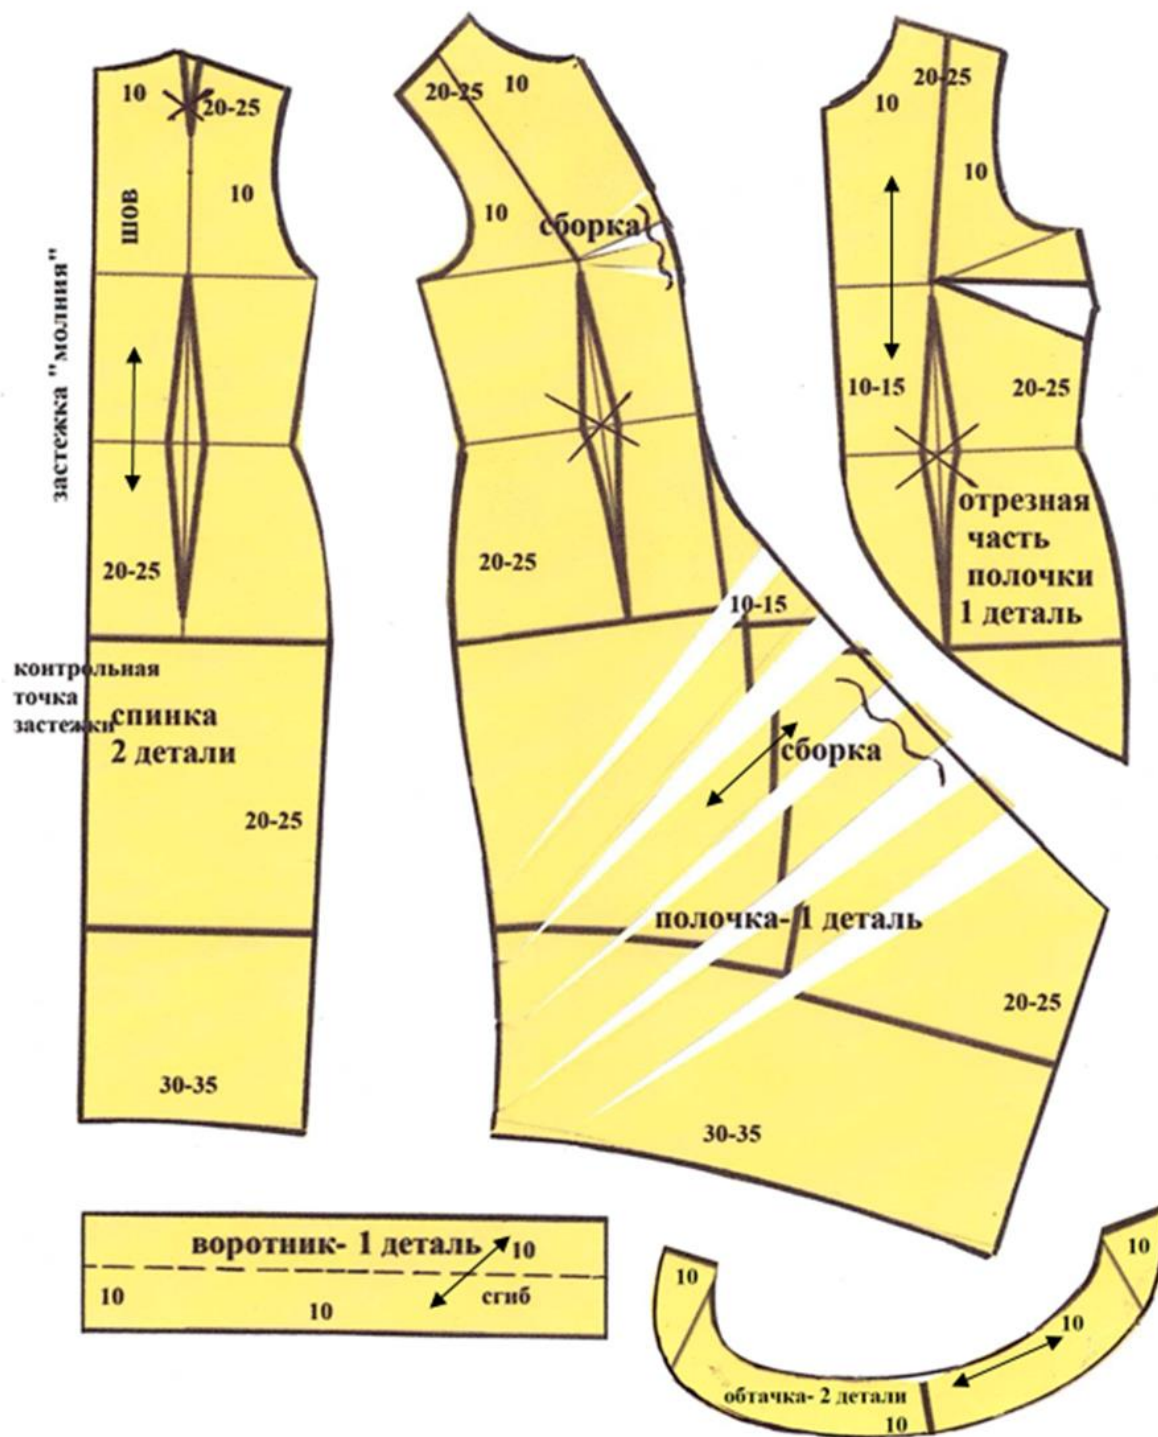 застежка "молния"
шов
10
20-25
10
20-25
контрольная
точка
застежки
спинка
2 детали
20-25
30-35
20-25
10
10
сборка
20-25
10-15
сборка
полочка- 1 деталь
20-25
30-35
20-25
10
10
10-15
20-25
отрезная
часть
полочки
1 деталь
воротник- 1 деталь
10
10
10
сгиб
10
10
10
обтачка- 2 детали
10